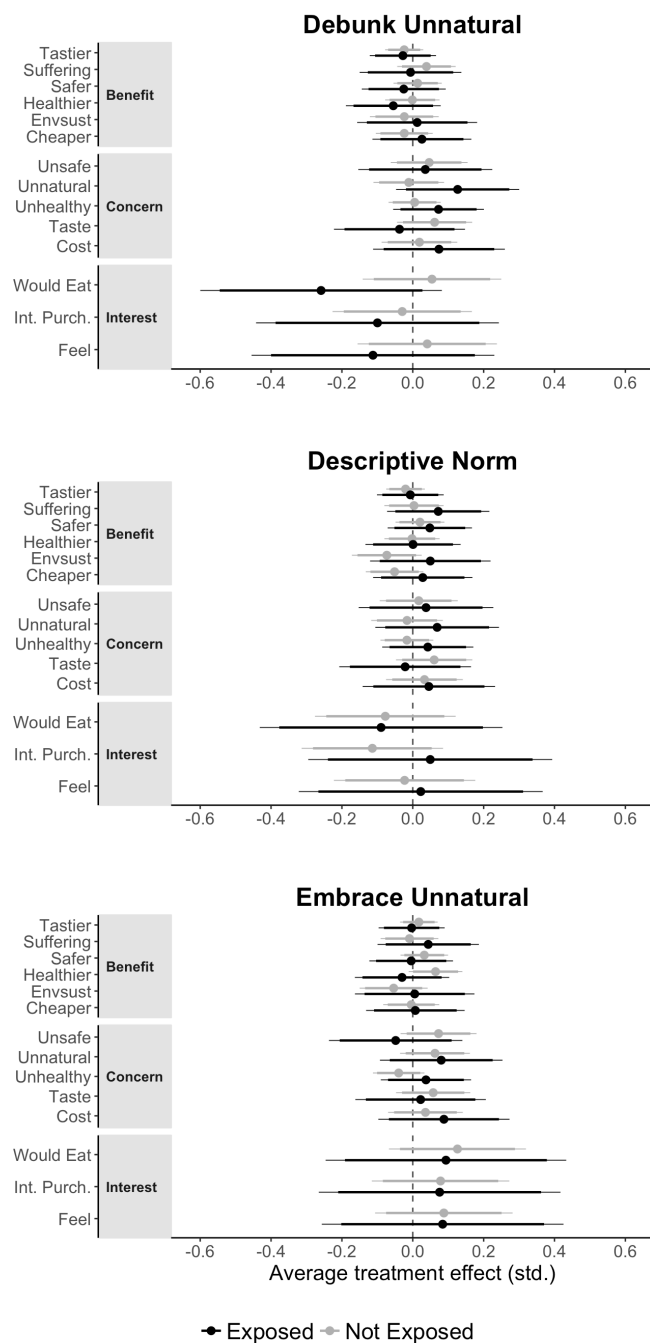 Debunk Unnatural
Tastier
Suffering
Safer
Healthier
Envsust
Cheaper
Benefit
Unsafe
Unnatural
Unhealthy
Taste
Cost
Concern
Would Eat
Int. Purch.
Feel
Interest
-0.6 -0.4 -0.2 0.0 0.2 0.4 0.6
Descriptive Norm
Tastier
Suffering
Safer
Healthier
Envsust
Cheaper
Benefit
Unsafe
Unnatural
Unhealthy
Taste
Cost
Concern
Would Eat
Int. Purch.
Feel
Interest
-0.6 -0.4 -0.2 0.0 0.2 0.4 0.6
Embrace Unnatural
Tastier
Suffering
Safer
Healthier
Envsust
Cheaper
Benefit
Unsafe
Unnatural
Unhealthy
Taste
Cost
Concern
Would Eat
Int. Purch.
Feel
Interest
-0.6 -0.4 -0.2 0.0 0.2 0.4 0.6
Average treatment effect (std.)
Exposed Not Exposed